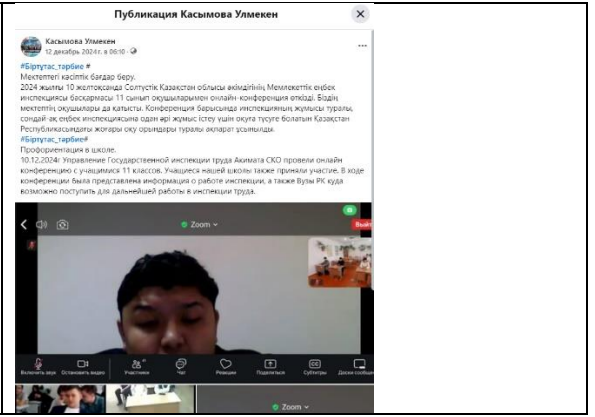 Публикация Касымова Улмекен
Касымова Улмекен
12 декабрь 2024 г. в 06:10 ·
#Біртұтас_тәрбие #
Мектептегі кәсіптік бағдар беру.
2024 жылғы 10 желтоқсанда Солтүстік Қазақстан облысы әкімдігінің Мемлекеттік еңбек
инспекциясы басқармасы 11 сынып оқушыларымен онлайн-конференция өткізді. Біздің
мектептің оқушылары да қатысты. Конференция барысында инспекцияның жұмысы туралы,
сондай-ақ еңбек инспекциясына одан әрі жұмыс істеу үшін оқуға түсуге болатын Қазақстан
Республикасындағы жоғары оқу орындары туралы ақпарат ұсынылды.
#Біртұтас_тәрбие#
Профориентация в школе.
10.12.2024г Управление Государственной инспекции труда Акимата СКО провели онлайн
конференцию с учащимися 11 классов. Учащиеся нашей школы также приняли участие. В ходе
конференции была представлена информация о работе инспекции, а также Вузы РК куда
возможно поступить для дальнейшей работы в инспекции труда.
Zoom
Выйт
Включить звук Остановить видео Участники Чат Реакции Поделиться Субтитры Доски сообщен
Zoom